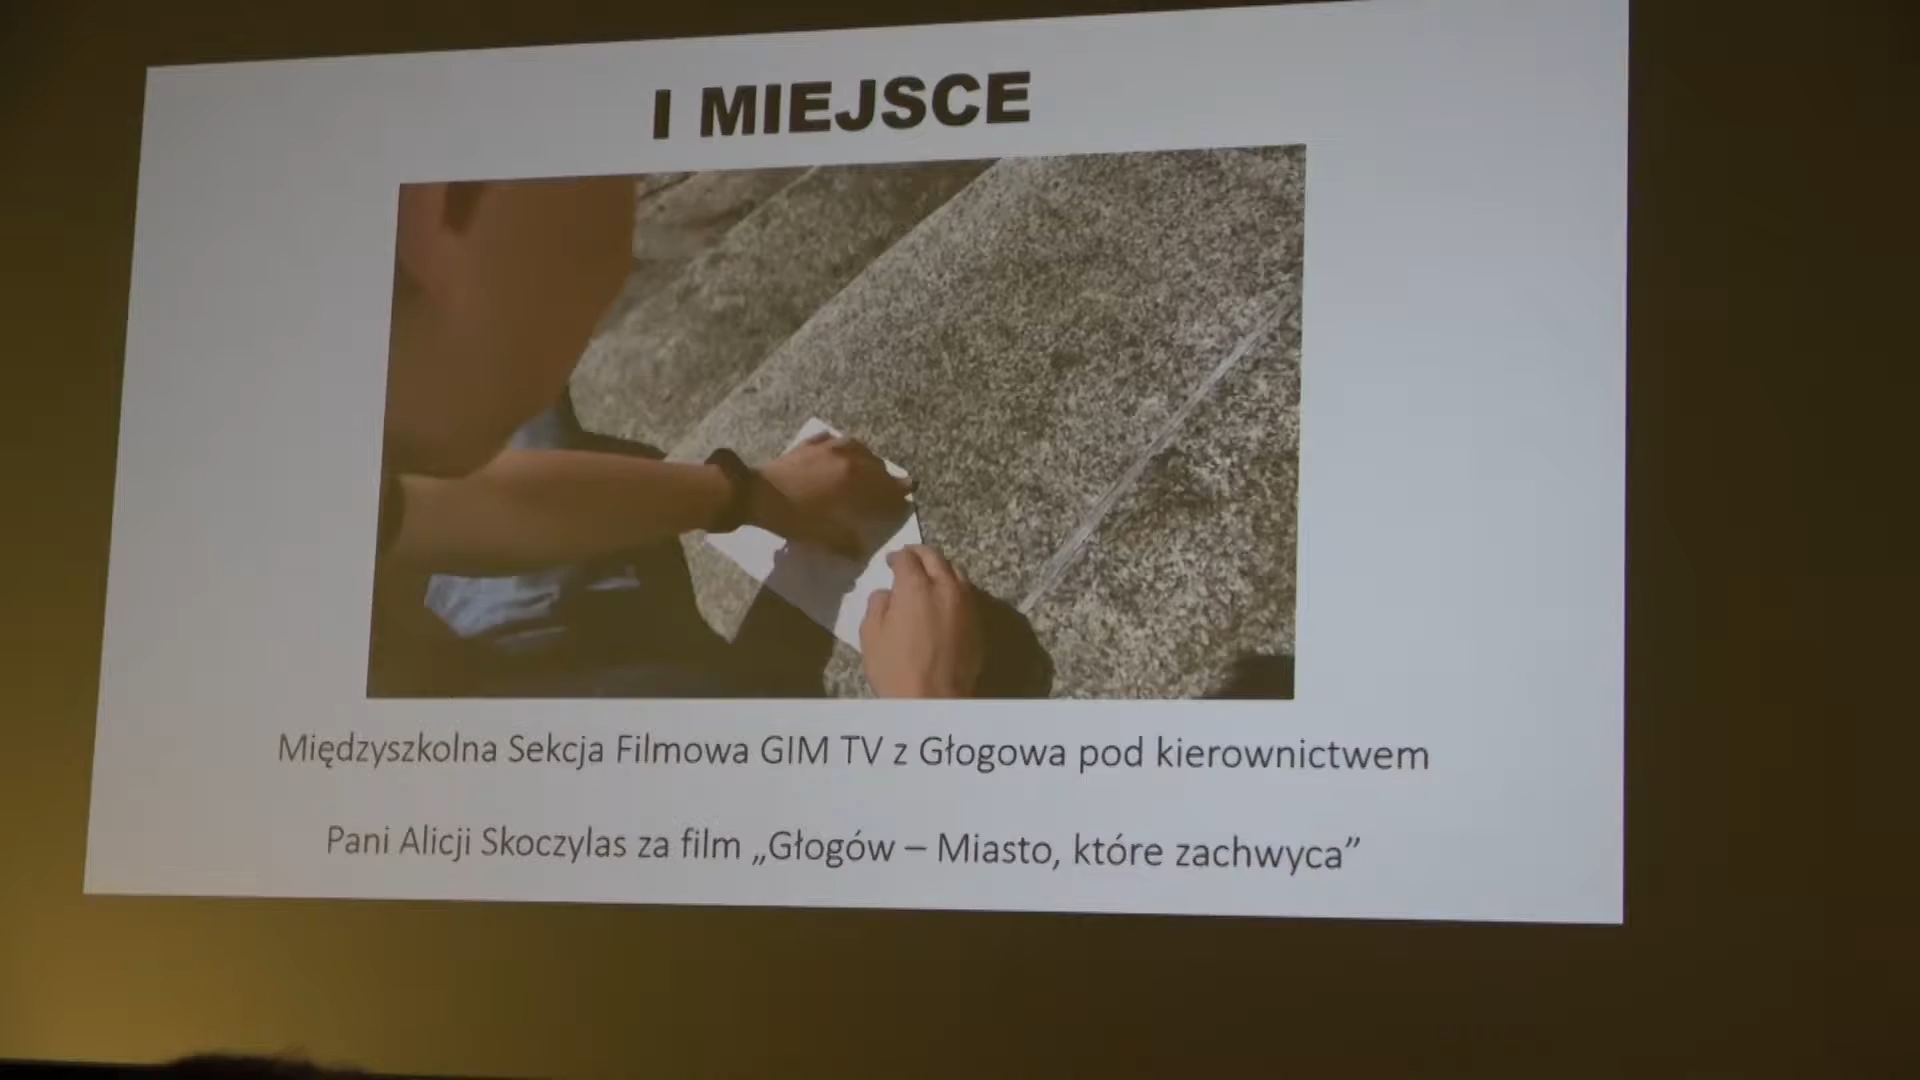 I MIEJSCE
Międzyszkolna Sekcja Filmowa GIM TV z Głogowa pod kierownictwem
Pani Alicji Skoczylas za film „Głogów – Miasto, które zachwyca”